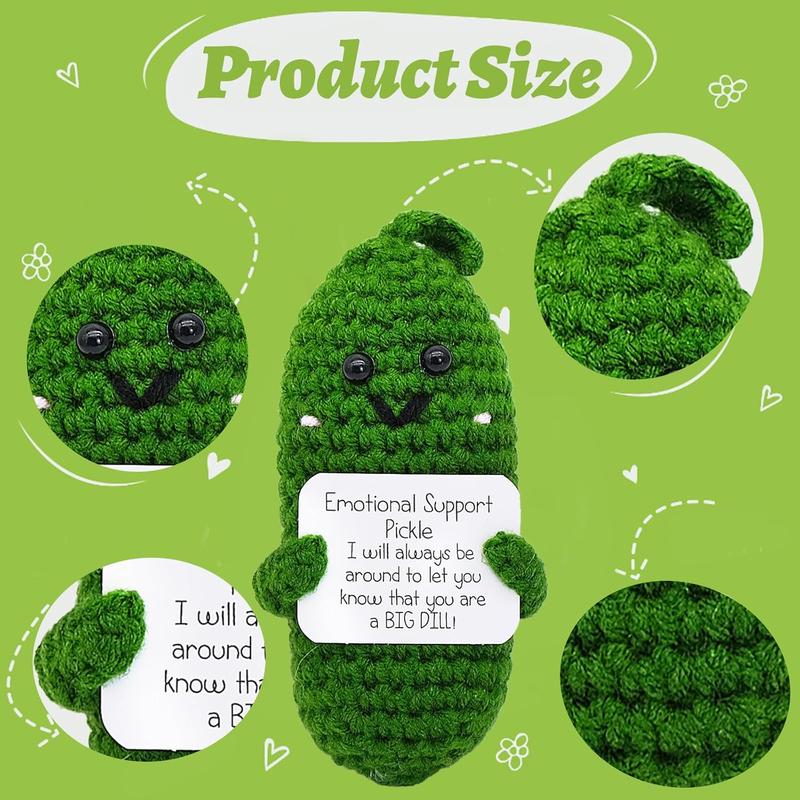 Product Size
Emotional Support
Pickle
I will always be
around to let you
know that you are
a BIG DILL!
I will a
around t
know tha
a B